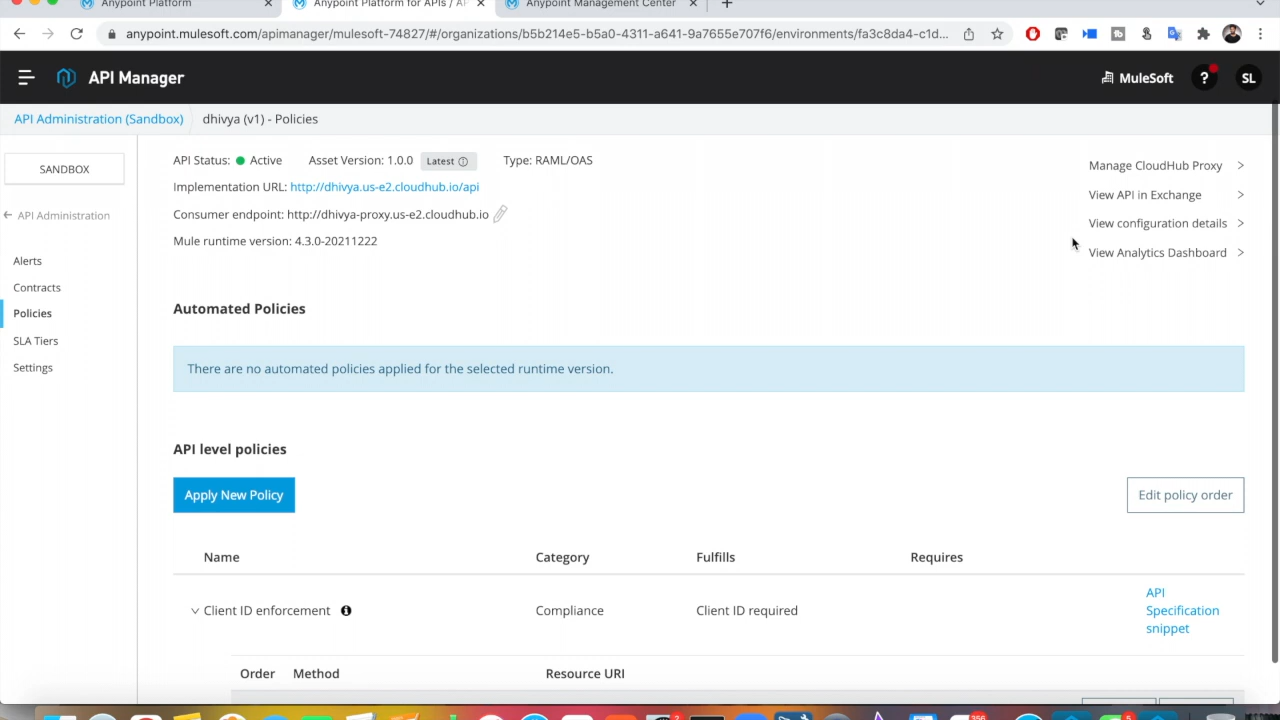 Anypoint Platform
Anypoint Platform for APIs / AP
Anypoint Management Center
anypoint.mulesoft.com/apimanager/mulesoft-74827/#/organizations/b5b214e5-b5a0-4311-a641-9a7655e707f6/environments/fa3c8da4-c1d...
API Manager
MuleSoft
?
SL
API Administration (Sandbox)
dhivya (v1) - Policies
SANDBOX
API Administration
Alerts
Contracts
Policies
SLA Tiers
Settings
API Status: Active
Asset Version: 1.0.0 Latest
Type: RAML/OAS
Implementation URL: http://dhivya.us-e2.cloudhub.io/api
Consumer endpoint: http://dhivya-proxy.us-e2.cloudhub.io
Mule runtime version: 4.3.0-20211222
Manage CloudHub Proxy
View API in Exchange
View configuration details
View Analytics Dashboard
Automated Policies
There are no automated policies applied for the selected runtime version.
API level policies
Apply New Policy
Edit policy order
Name Category Fulfills Requires
Client ID enforcement Compliance Client ID required
API
Specification
snippet
Order Method Resource URI